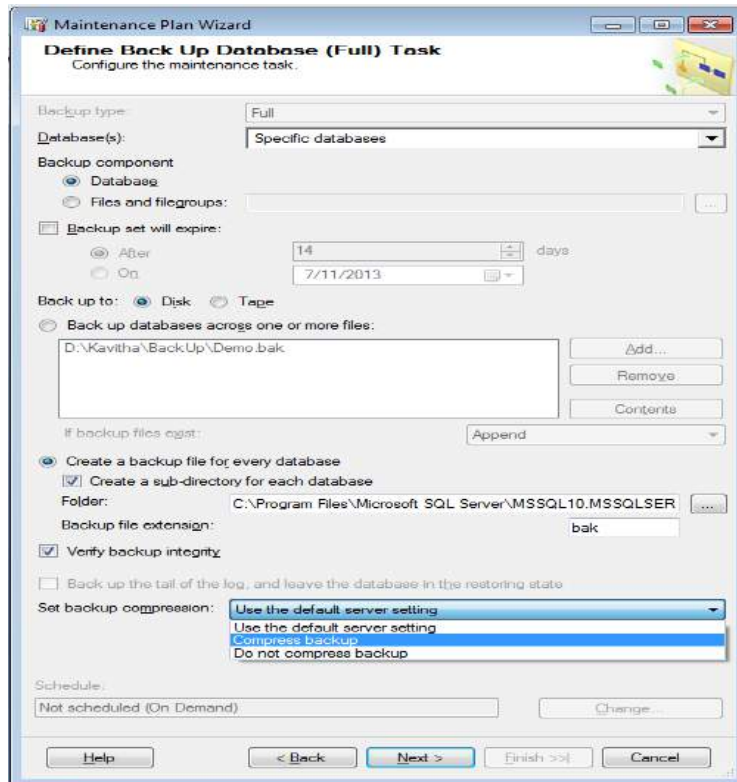 Maintenance Plan Wizard
Define Back Up Database (Full) Task
Configure the maintenance task.
Backup type:
Full
Database(s):
Specific databases
Backup component
Database
Files and filegroups:
...
Backup set will expire:
After
14
days
On
7/11/2013
Back up to:
Disk
Tape
Back up databases across one or more files:
D:\Kavitha\BackUp\Demo.bak
Add...
Remove
Contents
If backup files exist:
Append
Create a backup file for every database
Create a sub-directory for each database
Folder:
C:\Program Files\Microsoft SQL Server\MSSQL10.MSSQLSER
...
Backup file extension:
bak
Verify backup integrity
Back up the tail of the log, and leave the database in the restoring state
Set backup compression:
Use the default server setting
Use the default server setting
Compress backup
Do not compress backup
Schedule:
Not scheduled (On Demand)
Change...
Help
< Back
Next >
Finish >>|
Cancel